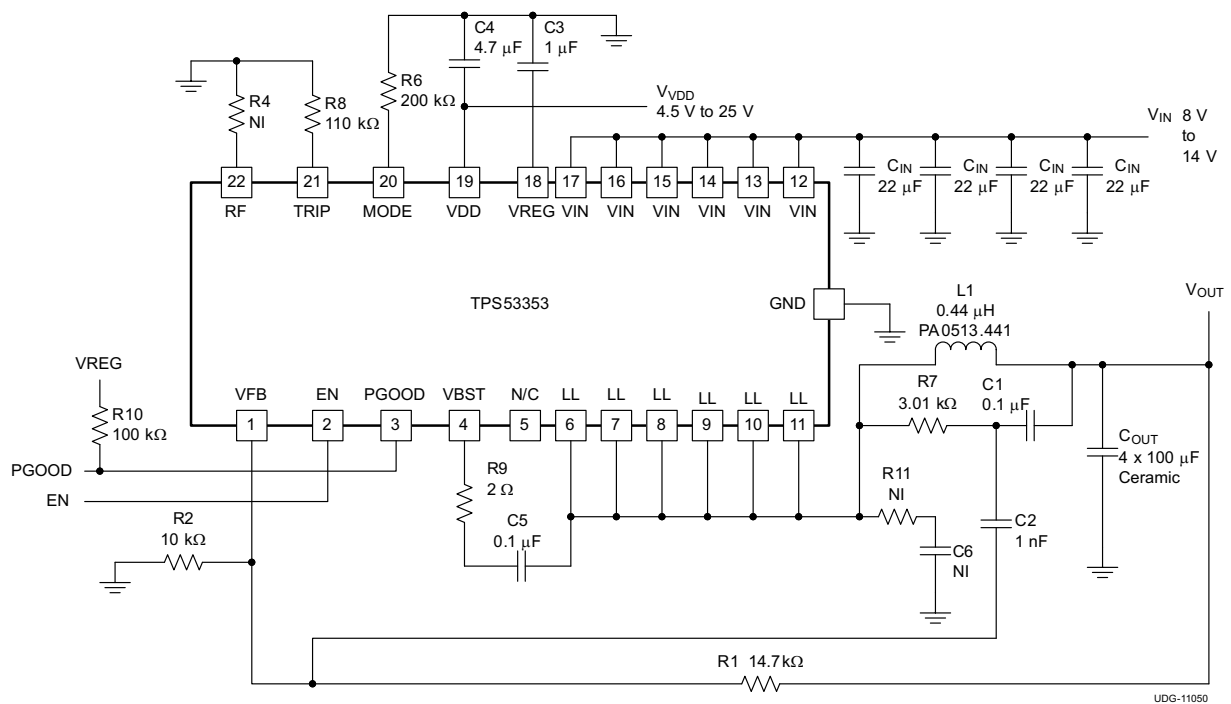 C4
4.7 μF
C3
1 μF
R6
200 kΩ
R4
NI
R8
110 kΩ
V_VDD
4.5 V to 25 V
V_IN 8 V
to
14 V
C_IN
22 μF
C_IN
22 μF
C_IN
22 μF
C_IN
22 μF
22
21
20
19
18
17
16
15
14
13
12
RF
TRIP
MODE
VDD
VREG
VIN
VIN
VIN
VIN
VIN
VIN
TPS53353
GND
L1
0.44 μH
PA0513.441
V_OUT
VREG
R10
100 kΩ
VFB
EN
PGOOD
VBST
N/C
LL
LL
LL
LL
LL
LL
1
2
3
4
5
6
7
8
9
10
11
R7
3.01 kΩ
C1
0.1 μF
C_OUT
4 x 100 μF
Ceramic
PGOOD
EN
R9
2 Ω
R11
NI
C5
0.1 μF
C2
1 nF
C6
NI
R2
10 kΩ
R1 14.7 kΩ
UDG-11050